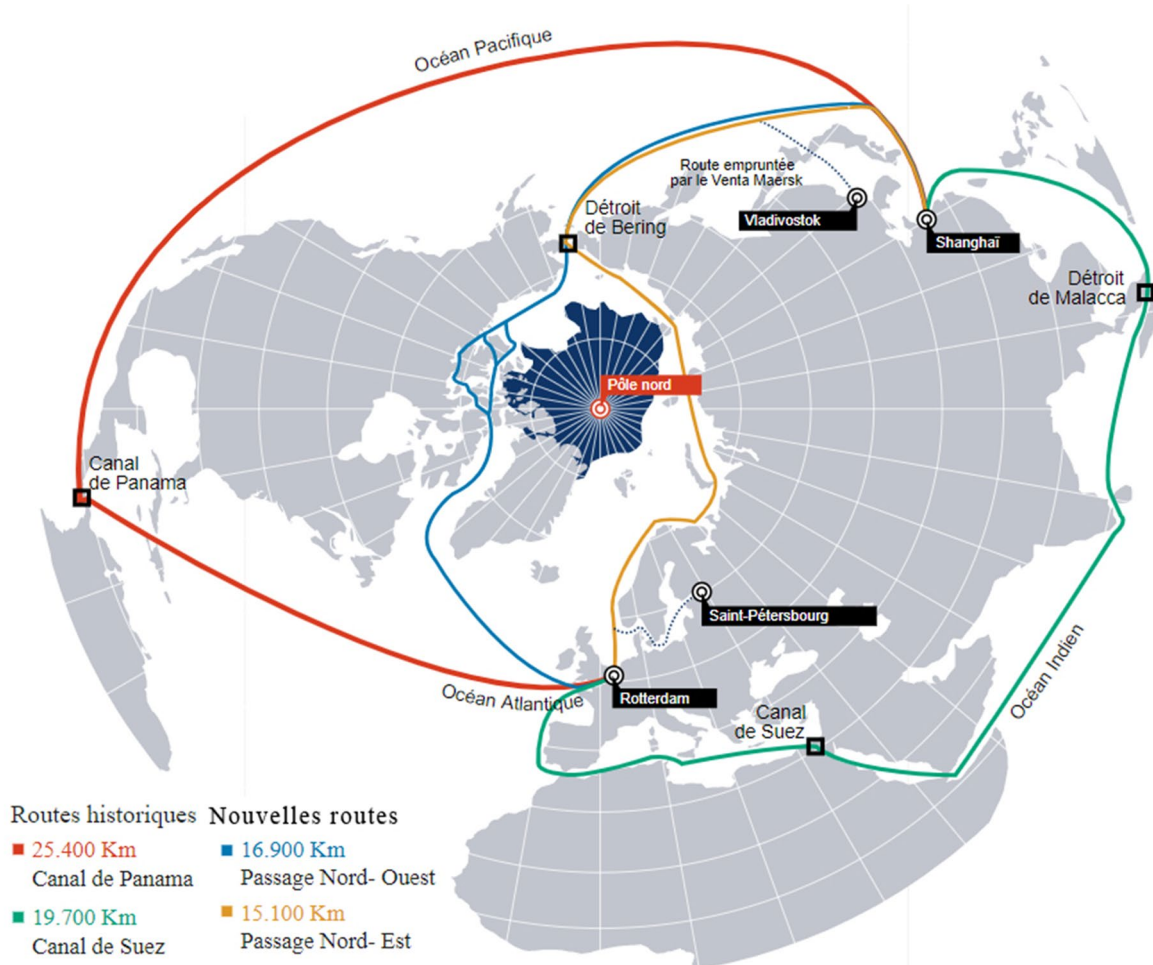 Océan Pacifique
Route empruntée
par le Venta Maersk
Détroit
de Bering
Vladivostok
Shanghaï
Détroit
de Malacca
Pôle nord
Canal
de Panama
Saint-Pétersbourg
Océan Atlantique
Rotterdam
Canal
de Suez
Océan Indien
Routes historiques
25.400 Km
Canal de Panama
19.700 Km
Canal de Suez
Nouvelles routes
16.900 Km
Passage Nord- Ouest
15.100 Km
Passage Nord- Est